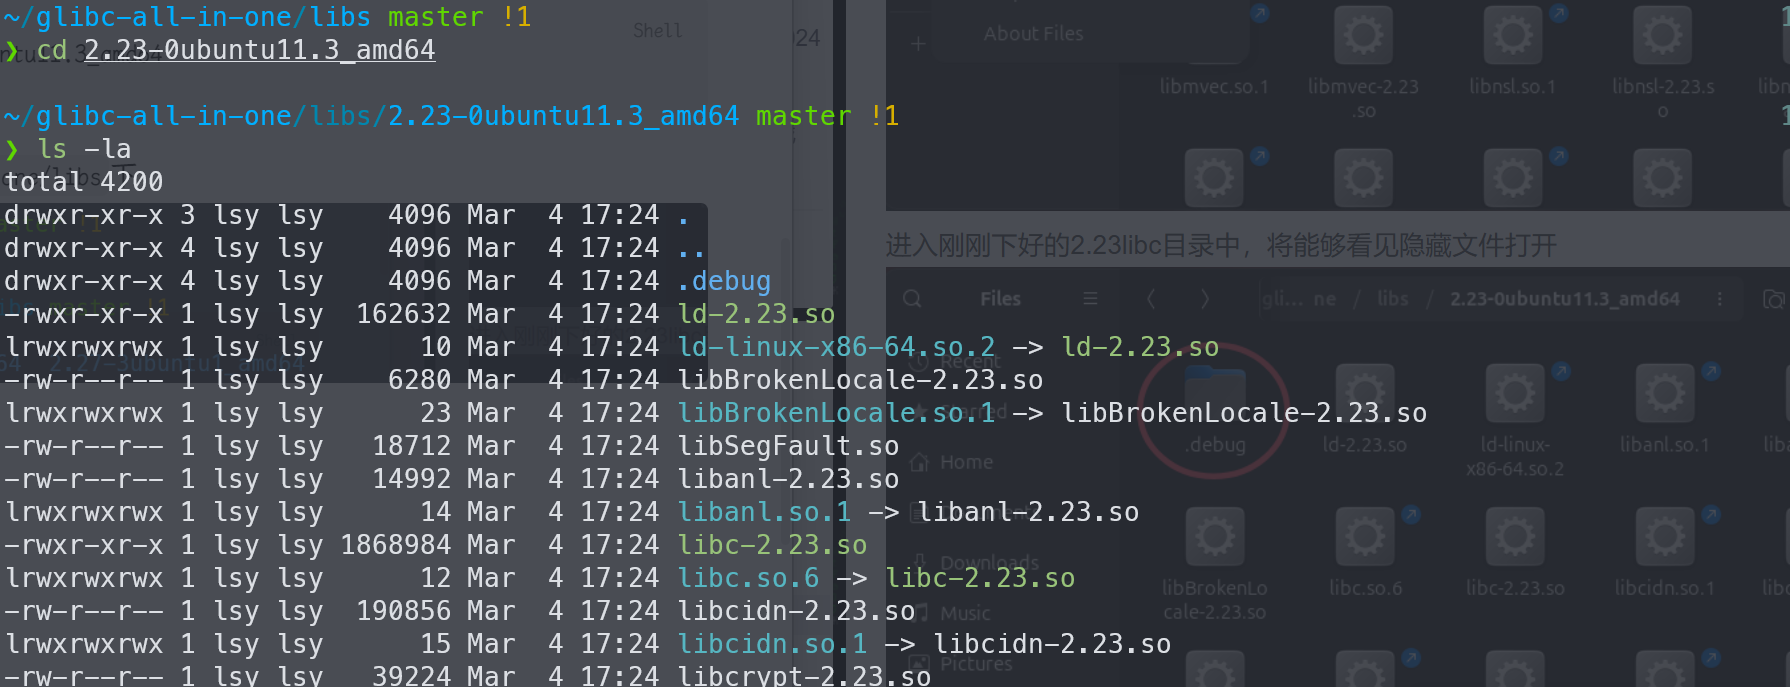 ~/glibc-all-in-one/libs master !1
❯ cd 2.23-0ubuntu11.3_amd64
~/glibc-all-in-one/libs/2.23-0ubuntu11.3_amd64 master !1
❯ ls -la
total 4200
drwxr-xr-x 3 lsy lsy    4096 Mar  4 17:24 .
drwxr-xr-x 4 lsy lsy    4096 Mar  4 17:24 ..
drwxr-xr-x 4 lsy lsy    4096 Mar  4 17:24 .debug
-rwxr-xr-x 1 lsy lsy  162632 Mar  4 17:24 ld-2.23.so
lrwxrwxrwx 1 lsy lsy      10 Mar  4 17:24 ld-linux-x86-64.so.2 -> ld-2.23.so
-rw-r--r-- 1 lsy lsy    6280 Mar  4 17:24 libBrokenLocale-2.23.so
lrwxrwxrwx 1 lsy lsy      23 Mar  4 17:24 libBrokenLocale.so.1 -> libBrokenLocale-2.23.so
-rw-r--r-- 1 lsy lsy   18712 Mar  4 17:24 libSegFault.so
-rw-r--r-- 1 lsy lsy   14992 Mar  4 17:24 libanl-2.23.so
lrwxrwxrwx 1 lsy lsy      14 Mar  4 17:24 libanl.so.1 -> libanl-2.23.so
-rwxr-xr-x 1 lsy lsy 1868984 Mar  4 17:24 libc-2.23.so
lrwxrwxrwx 1 lsy lsy      12 Mar  4 17:24 libc.so.6 -> libc-2.23.so
-rw-r--r-- 1 lsy lsy  190856 Mar  4 17:24 libcidn-2.23.so
lrwxrwxrwx 1 lsy lsy      15 Mar  4 17:24 libcidn.so.1 -> libcidn-2.23.so
-rw-r--r-- 1 lsy lsy   39224 Mar  4 17:24 libcrypt-2.23.so
Shell
About Files
libmvec.so.1
libmvec-2.23
.so
libnsl.so.1
libnsl-2.23.s
o
进入刚刚下好的2.23libc目录中，将能够看见隐藏文件打开
Files
gli... ne / libs / 2.23-0ubuntu11.3_amd64
Recent
Starred
Home
Downloads
Music
Pictures
.debug
ld-2.23.so
ld-linux-
x86-64.so.2
libanl.so.1
libBrokenLo
cale-2.23.so
libc.so.6
libc-2.23.so
libcidn.so.1